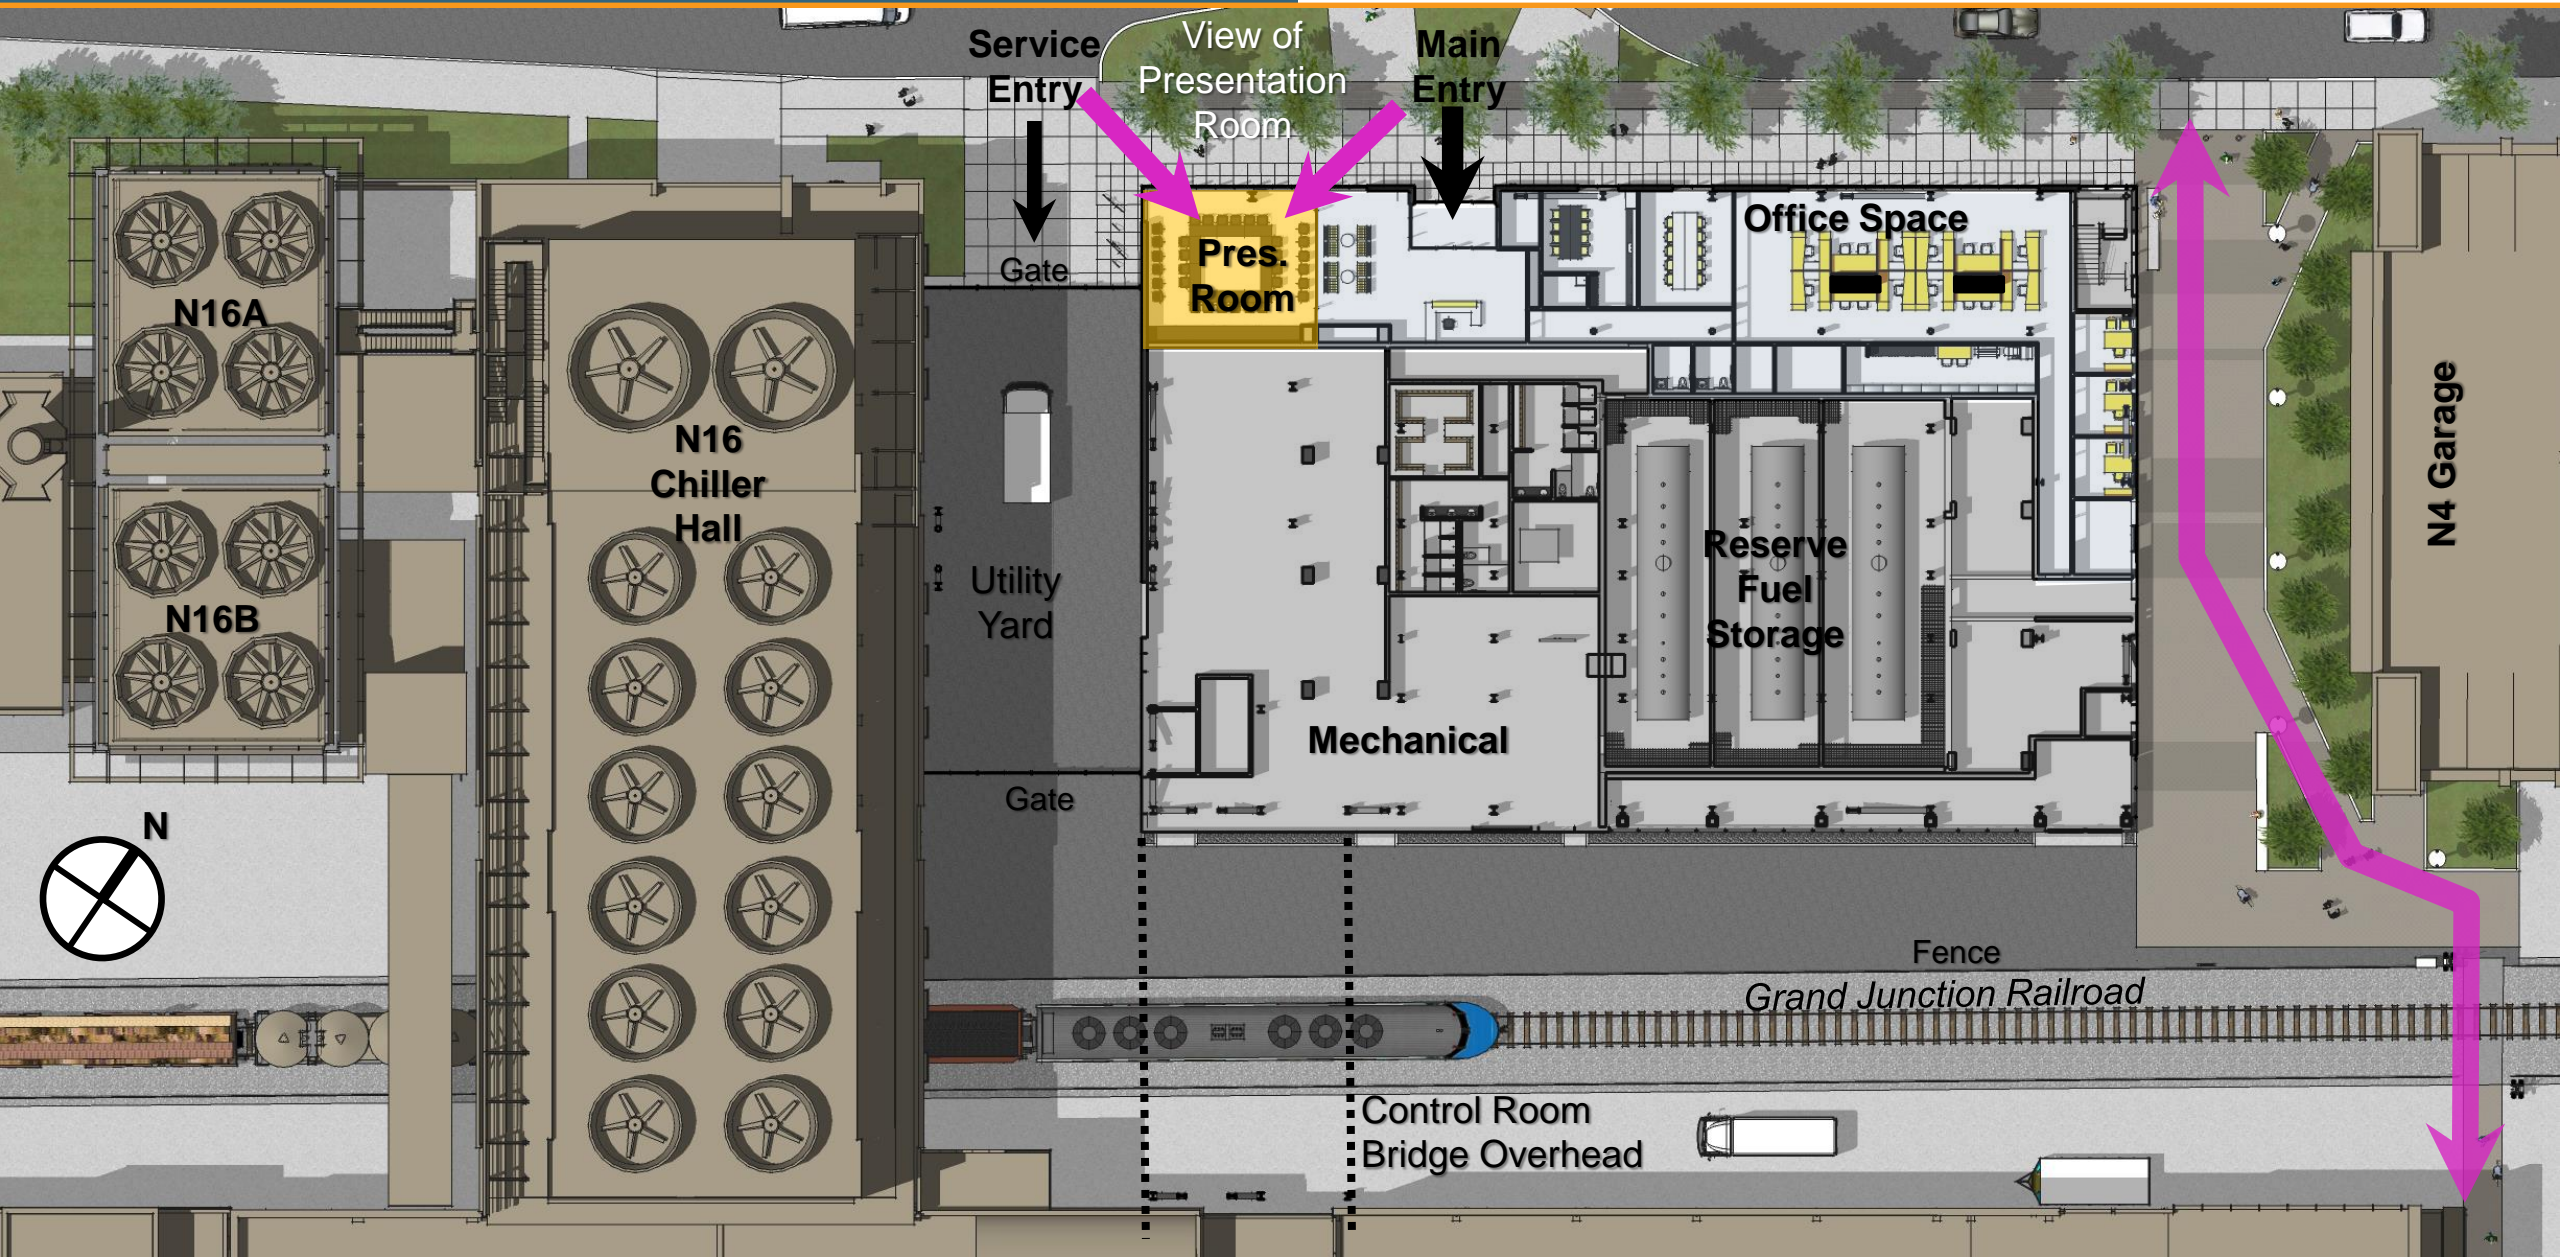 Service
Entry
View of
Presentation
Room
Main
Entry
Gate
Pres.
Room
Office Space
N16A
N16
Chiller
Hall
N16B
Utility
Yard
Reserve
Fuel
Storage
N4 Garage
Mechanical
Gate
N
Fence
Grand Junction Railroad
Control Room
Bridge Overhead